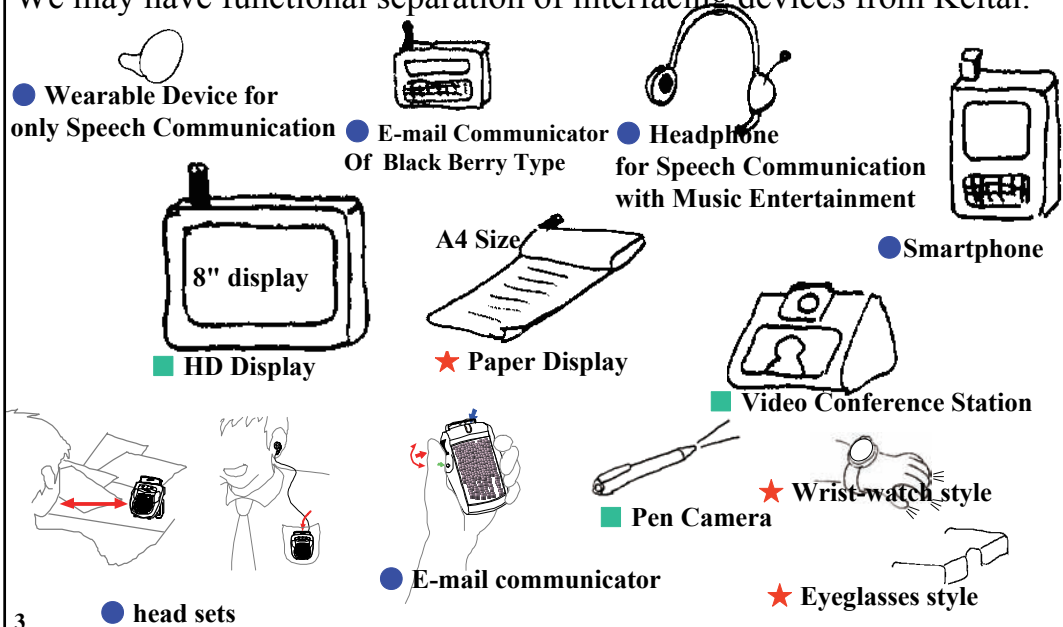 We may have functional separation of interfacing devices from Keitai.
● Wearable Device for
only Speech Communication
● E-mail Communicator
Of Black Berry Type
● Headphone
for Speech Communication
with Music Entertainment
●Smartphone
8" display
A4 Size
■ HD Display
★ Paper Display
■ Video Conference Station
★ Wrist-watch style
■ Pen Camera
● E-mail communicator
★ Eyeglasses style
● head sets
3